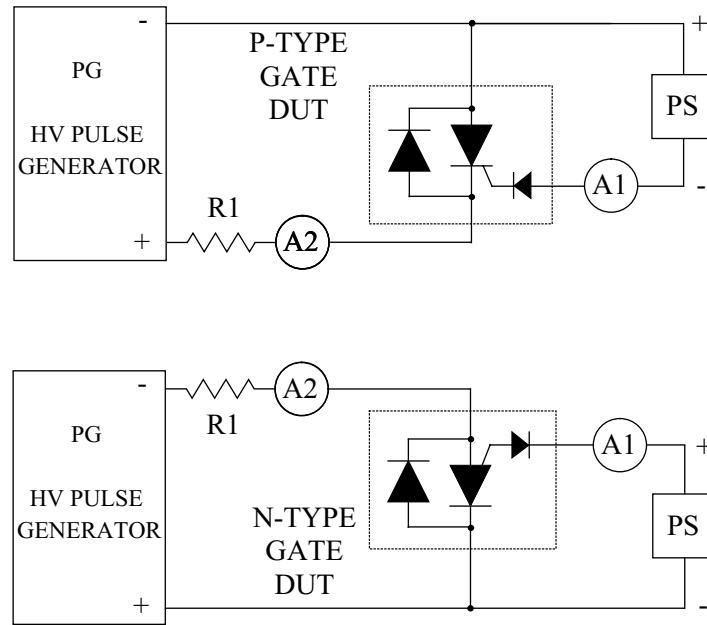 -
P-TYPE
GATE
DUT
+
PG
HV PULSE
GENERATOR
PS
R1
A1
-
+
A2
-
A2
R1
PG
A1
+
HV PULSE
GENERATOR
N-TYPE
GATE
DUT
PS
+
-